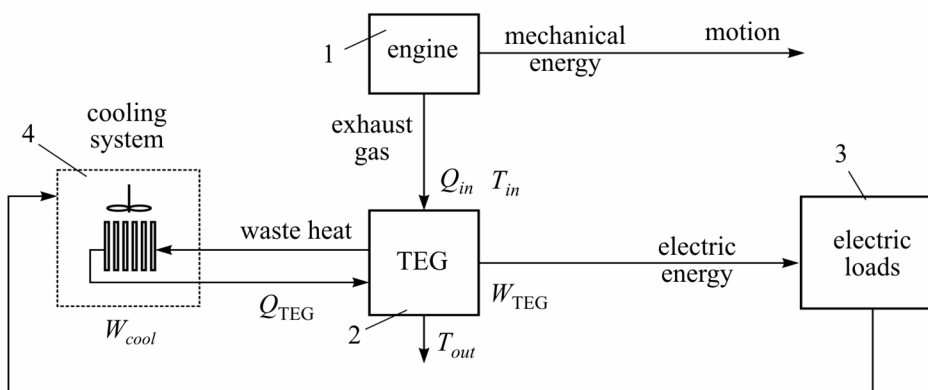 1
engine
mechanical
energy
motion
exhaust
gas
Q_in T_in
cooling
system
4
waste heat
Q_TEG
W_cool
TEG
2
T_out
W_TEG
electric
energy
3
electric
loads